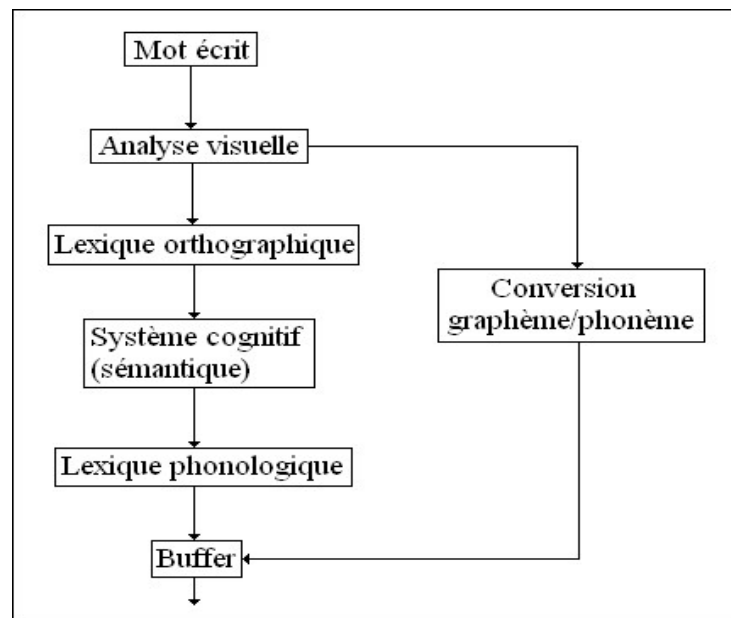 Mot écrit
Analyse visuelle
Lexique orthographique
Conversion
graphème/phonème
Système cognitif
(sémantique)
Lexique phonologique
Buffer